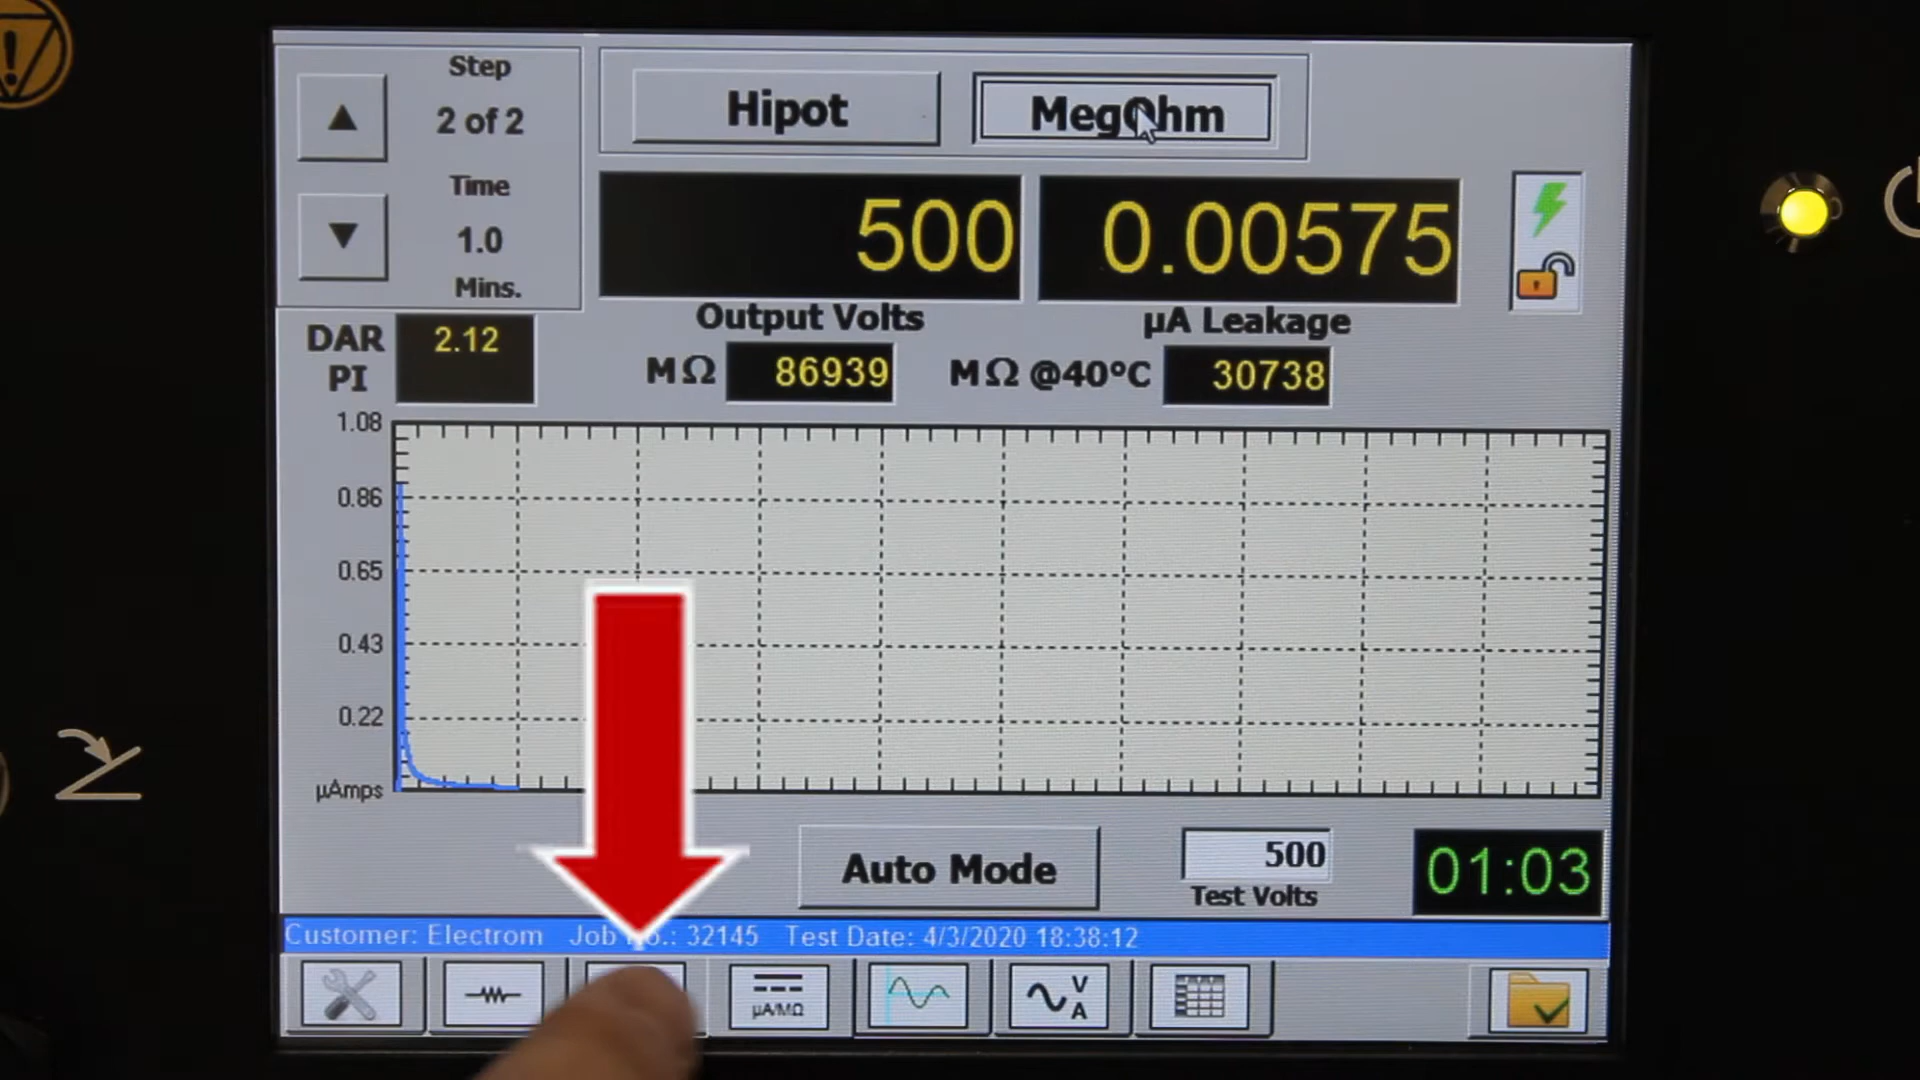 Step
2 of 2
Time
1.0
Mins.
Hipot
MegOhm
500
0.00575
Output Volts
µA Leakage
DAR
PI
2.12
MΩ
86939
MΩ @40°C
30738
1.08
0.86
0.65
0.43
0.22
µAmps
Auto Mode
500
Test Volts
01:03
Customer: Electrom Job No.: 32145 Test Date: 4/3/2020 18:38:12
µA/MΩ
V
A